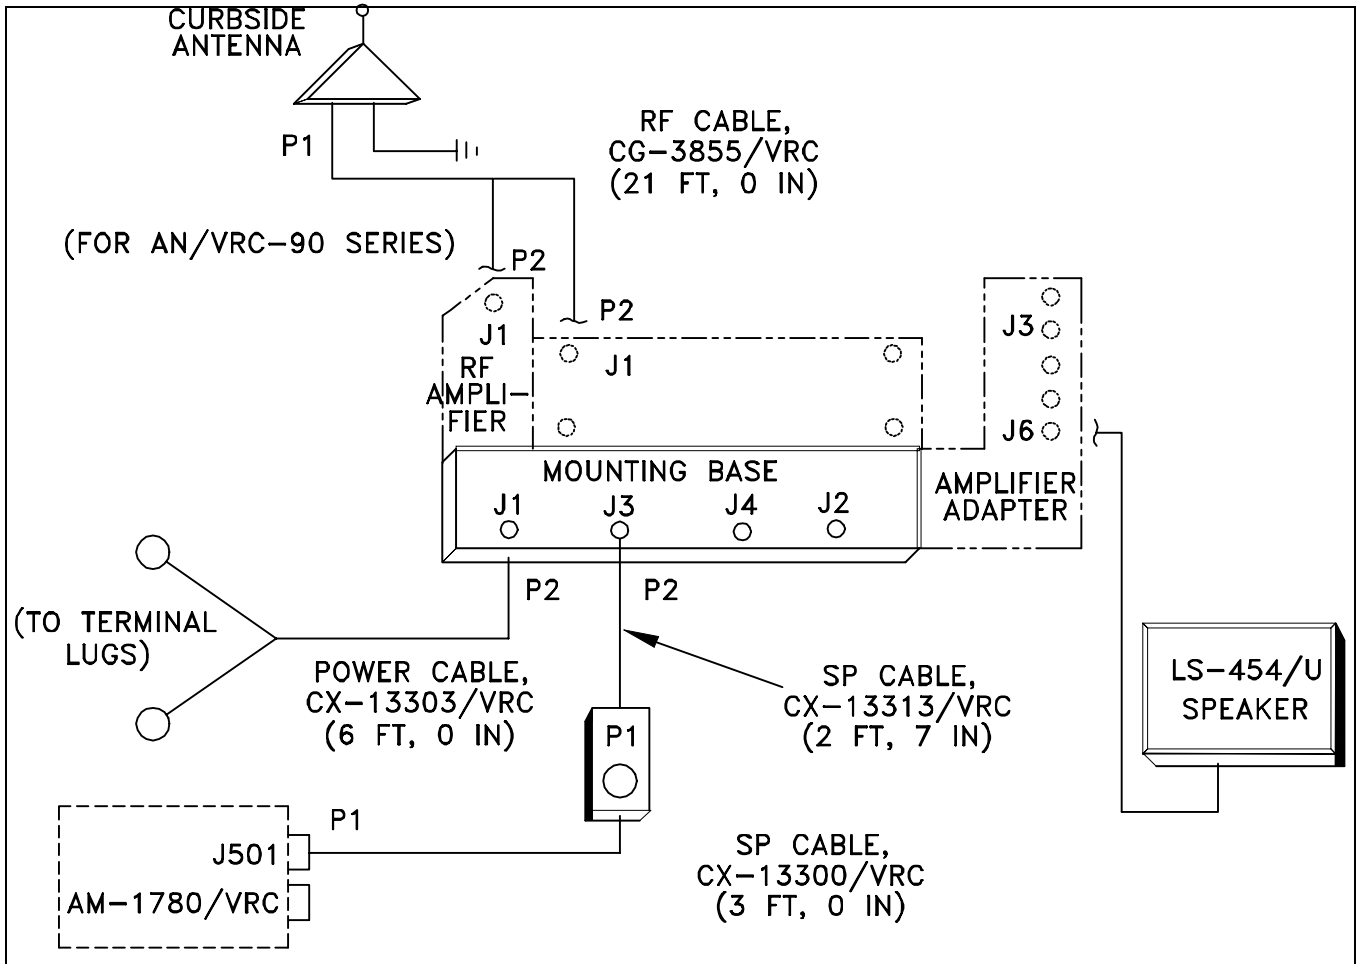 CURBSIDE
ANTENNA
P1
RF CABLE,
CG-3855/VRC
(21 FT, 0 IN)
(FOR AN/VRC-90 SERIES)
P2
P2
J1
RF
AMPLI-
FIER
J1
J3
J6
AMPLIFIER
ADAPTER
MOUNTING BASE
J1
J3
J4
J2
P2
P2
(TO TERMINAL
LUGS)
POWER CABLE,
CX-13303/VRC
(6 FT, 0 IN)
SP CABLE,
CX-13313/VRC
(2 FT, 7 IN)
LS-454/U
SPEAKER
P1
P1
J501
AM-1780/VRC
SP CABLE,
CX-13300/VRC
(3 FT, 0 IN)